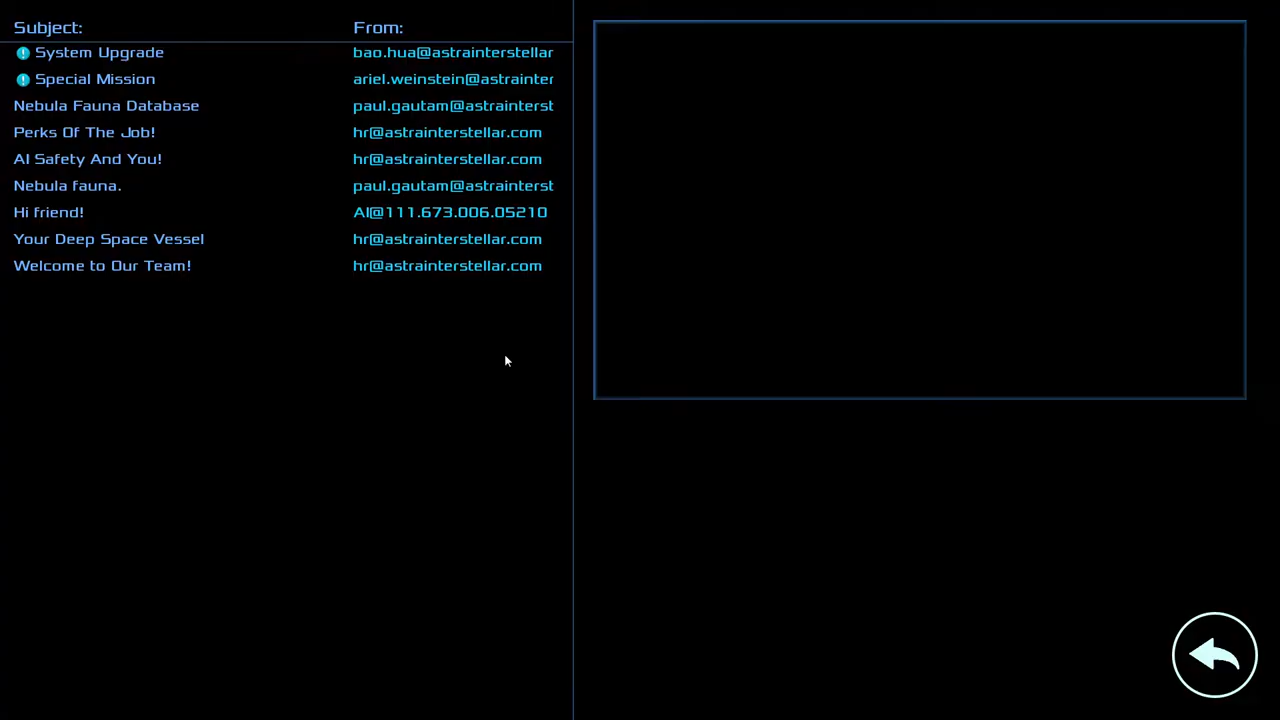 Subject: From:
System Upgrade bao.hua@astrainterstellar
Special Mission ariel.weinstein@astrainter
Nebula Fauna Database paul.gautam@astrainterst
Perks Of The Job! hr@astrainterstellar.com
AI Safety And You! hr@astrainterstellar.com
Nebula fauna. paul.gautam@astrainterst
Hi friend! AI@111.673.006.05210
Your Deep Space Vessel hr@astrainterstellar.com
Welcome to Our Team! hr@astrainterstellar.com